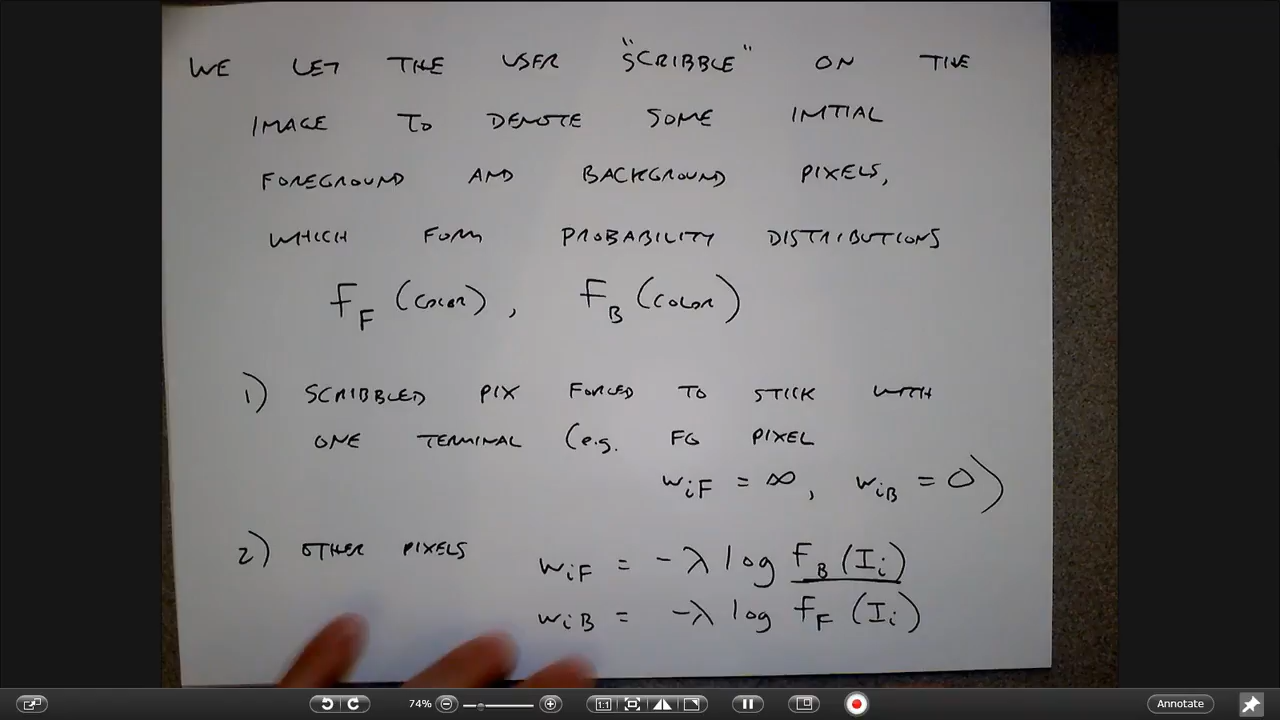 WE LET THE USER "SCRIBBLE" ON THE
IMAGE TO DENOTE SOME INITIAL
FOREGROUND AND BACKGROUND PIXELS,
WHICH FORM PROBABILITY DISTRIBUTIONS
f_F (COLOR), f_B (COLOR)
1) SCRIBBLED PIX FORCED TO STICK WITH
ONE TERMINAL (e.g. FG PIXEL
w_iF = ∞, w_iB = 0)
2) OTHER PIXELS w_iF = -λ log f_B (I_i)
w_iB = -λ log f_F (I_i)
74% 1:1 Annotate